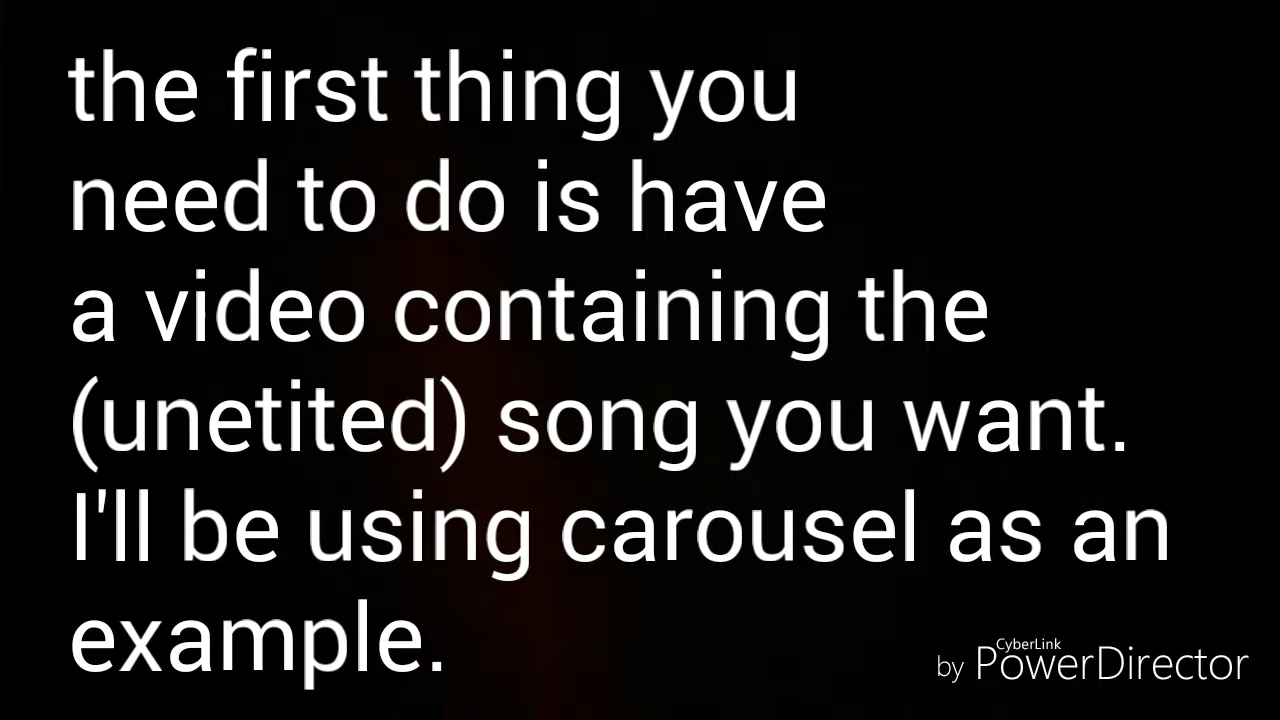 the first thing you
need to do is have
a video containing the
(unetited) song you want.
I'll be using carousel as an
example.
CyberLink
by PowerDirector